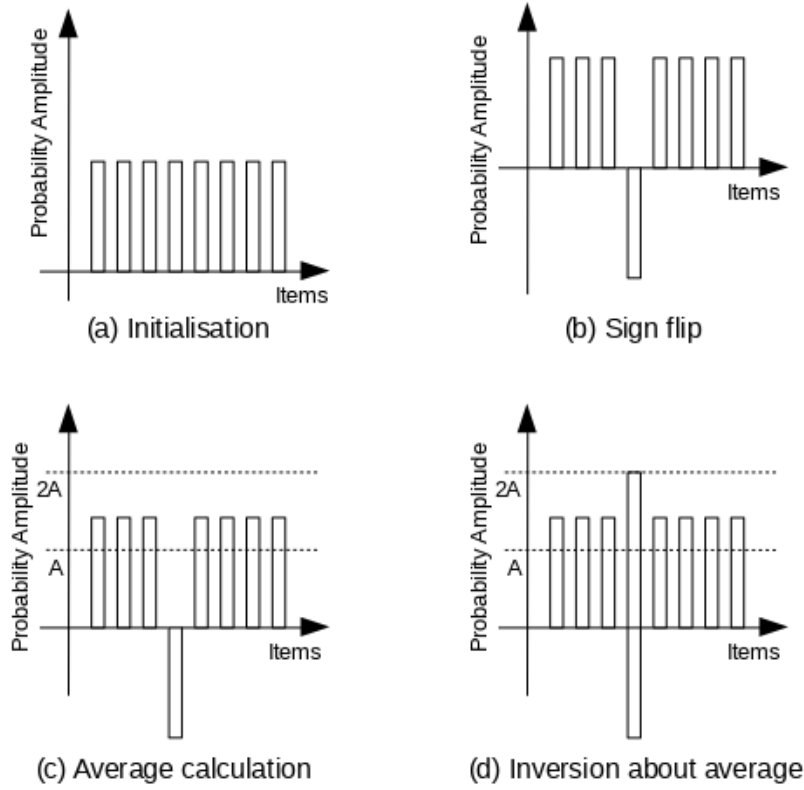 Probability Amplitude
Items
(a) Initialisation
Probability Amplitude
Items
(b) Sign flip
Probability Amplitude
2A
A
Items
(c) Average calculation
Probability Amplitude
2A
A
Items
(d) Inversion about average